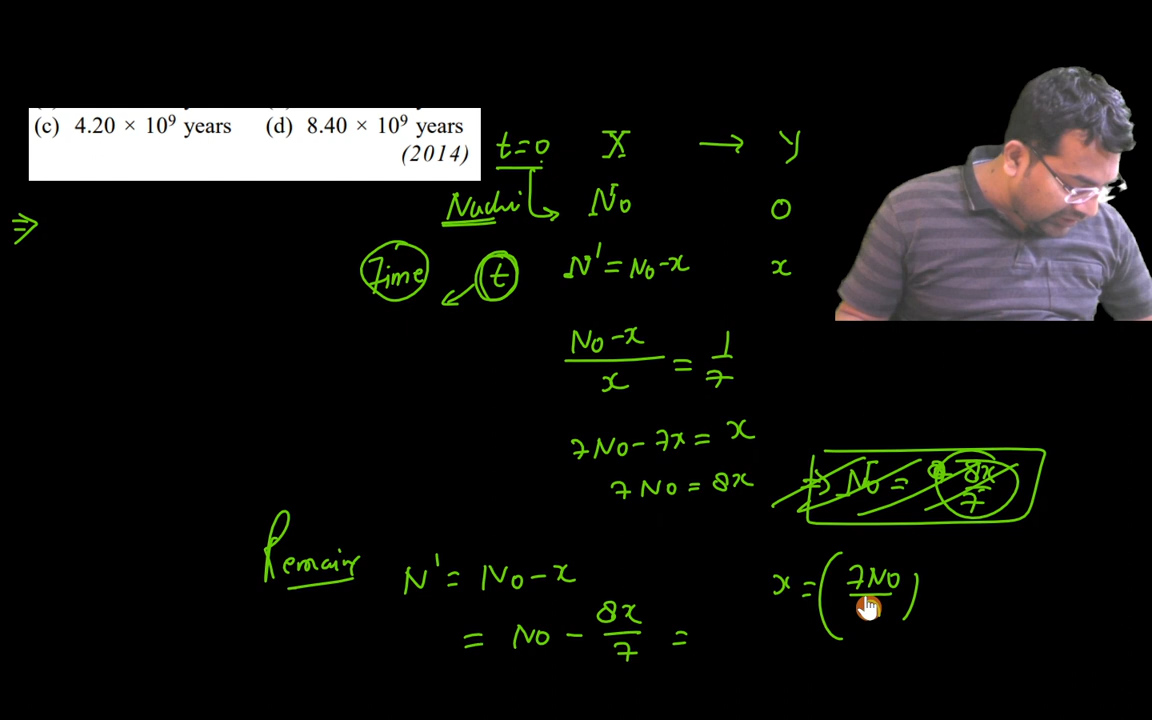 (c) 4.20 × 10⁹ years (d) 8.40 × 10⁹ years
(2014)
t=0 X → Y
Nuclei N₀ 0
Time t N' = N₀-x x
N₀-x / x = 1/7
7N₀-7x = x
7N₀ = 8x ⇒ N₀ = 8x/7
Remain N' = N₀-x x = (7N₀)
= N₀ - 8x/7 =